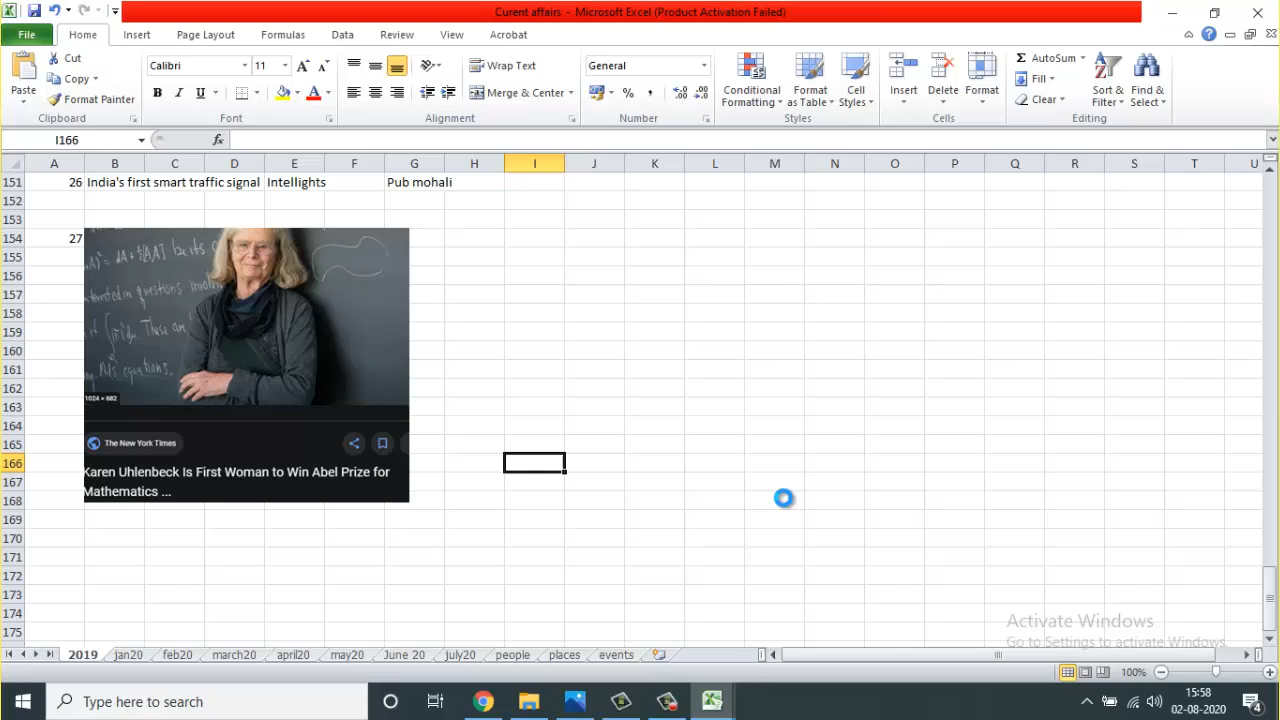 Curent affairs - Microsoft Excel (Product Activation Failed)
File Home Insert Page Layout Formulas Data Review View Acrobat
Paste
Cut
Copy
Format Painter
Clipboard
Calibri 11
B I U
Font
Wrap Text
Merge & Center
Alignment
General
Number
Conditional Formatting
Format as Table
Cell Styles
Styles
Insert Delete Format
Cells
AutoSum
Fill
Clear
Sort & Filter
Find & Select
Editing
I166 fx
A B C D E F G H I J K L M N O P Q R S T U
151 26 India's first smart traffic signal Intellights Pub mohali
152
153
154 27
155
156
157
158
159
160
161
162
163
164
165
166
167
168
169
170
171
172
173
174
175
1024 × 682
The New York Times
Karen Uhlenbeck Is First Woman to Win Abel Prize for
Mathematics ...
Activate Windows
Go to Settings to activate Windows.
2019 jan20 feb20 march20 april20 may20 June 20 july20 people places events
100%
Type here to search
15:58
02-08-2020
4